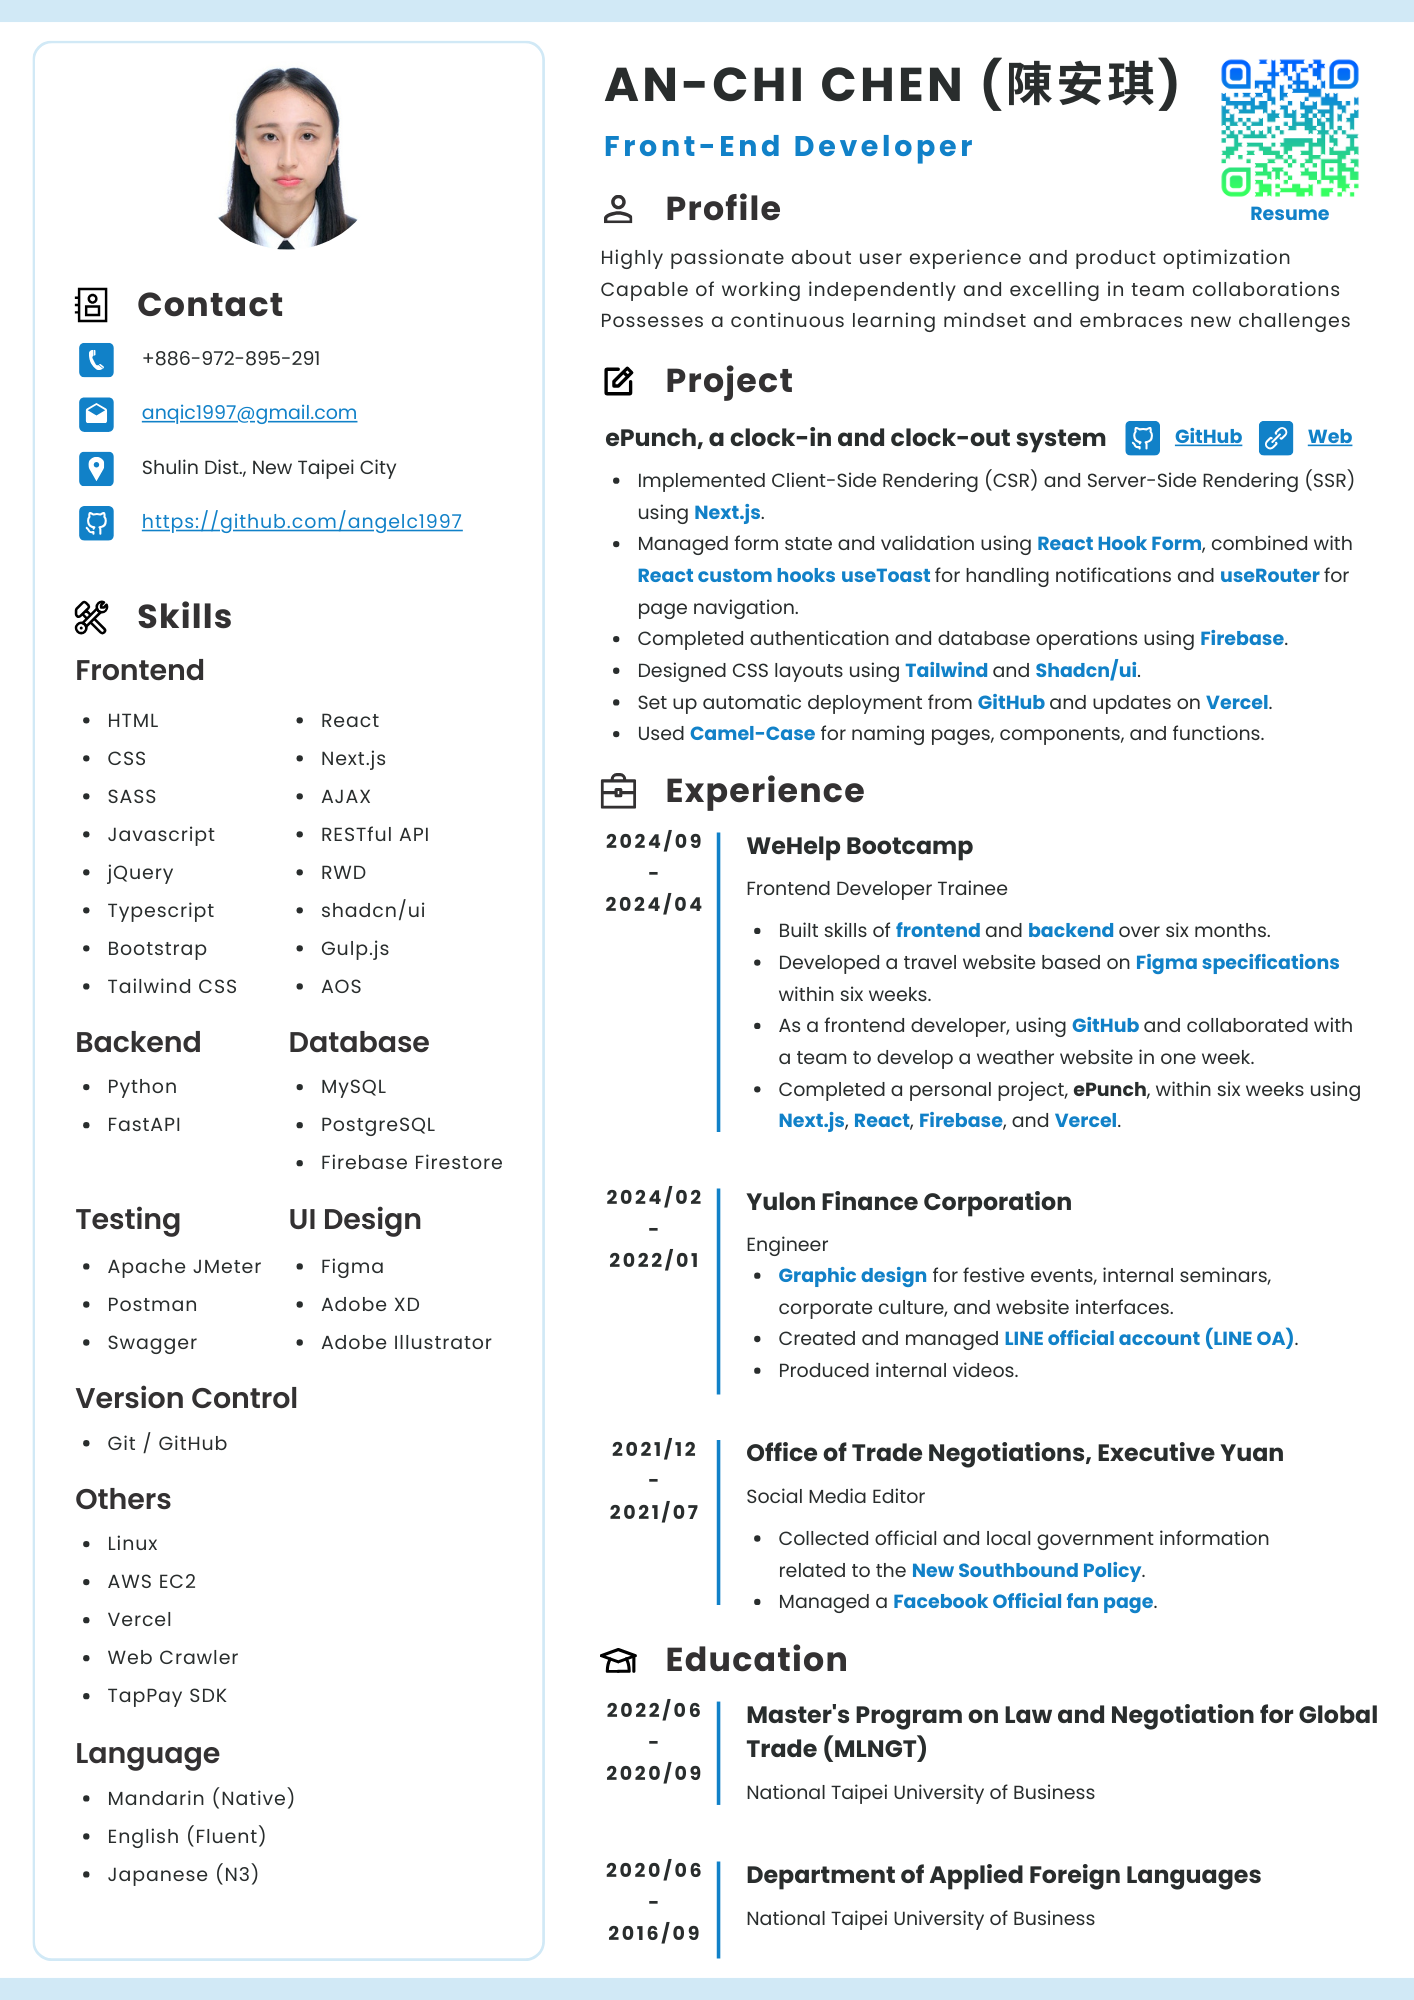 Contact
+886-972-895-291
anqic1997@gmail.com
Shulin Dist., New Taipei City
https://github.com/angelc1997
Skills
Frontend
HTML
CSS
SASS
Javascript
jQuery
Typescript
Bootstrap
Tailwind CSS
React
Next.js
AJAX
RESTful API
RWD
shadcn/ui
Gulp.js
AOS
Backend
Python
FastAPI
Database
MySQL
PostgreSQL
Firebase Firestore
Testing
Apache JMeter
Postman
Swagger
UI Design
Figma
Adobe XD
Adobe Illustrator
Version Control
Git / GitHub
Others
Linux
AWS EC2
Vercel
Web Crawler
TapPay SDK
Language
Mandarin (Native)
English (Fluent)
Japanese (N3)
AN-CHI CHEN (陳安琪)
Front-End Developer
Resume
Profile
Highly passionate about user experience and product optimization
Capable of working independently and excelling in team collaborations
Possesses a continuous learning mindset and embraces new challenges
Project
ePunch, a clock-in and clock-out system GitHub Web
Implemented Client-Side Rendering (CSR) and Server-Side Rendering (SSR)
using Next.js.
Managed form state and validation using React Hook Form, combined with
React custom hooks useToast for handling notifications and useRouter for
page navigation.
Completed authentication and database operations using Firebase.
Designed CSS layouts using Tailwind and Shadcn/ui.
Set up automatic deployment from GitHub and updates on Vercel.
Used Camel-Case for naming pages, components, and functions.
Experience
2024/09
-
2024/04
WeHelp Bootcamp
Frontend Developer Trainee
Built skills of frontend and backend over six months.
Developed a travel website based on Figma specifications
within six weeks.
As a frontend developer, using GitHub and collaborated with
a team to develop a weather website in one week.
Completed a personal project, ePunch, within six weeks using
Next.js, React, Firebase, and Vercel.
2024/02
-
2022/01
Yulon Finance Corporation
Engineer
Graphic design for festive events, internal seminars,
corporate culture, and website interfaces.
Created and managed LINE official account (LINE OA).
Produced internal videos.
2021/12
-
2021/07
Office of Trade Negotiations, Executive Yuan
Social Media Editor
Collected official and local government information
related to the New Southbound Policy.
Managed a Facebook Official fan page.
Education
2022/06
-
2020/09
Master's Program on Law and Negotiation for Global
Trade (MLNGT)
National Taipei University of Business
2020/06
-
2016/09
Department of Applied Foreign Languages
National Taipei University of Business